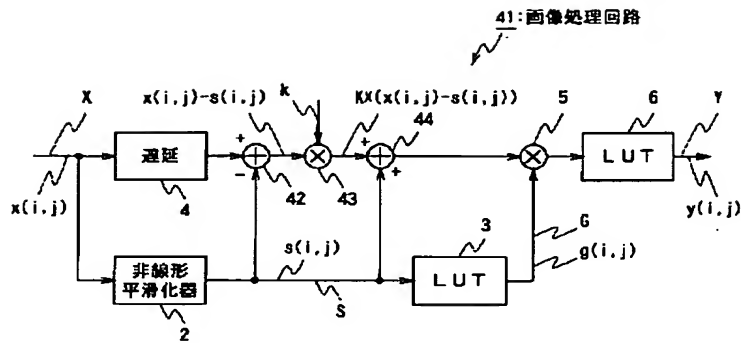 41:画像処理回路
X
x(i,j)-s(i,j)
k
KX(x(i,j)-s(i,j))
44
5
6
Y
遅延
+
-
+
+
LUT
x(i,j)
4
42
43
y(i,j)
3
G
g(i,j)
非線形
平滑化器
s(i,j)
S
LUT
2